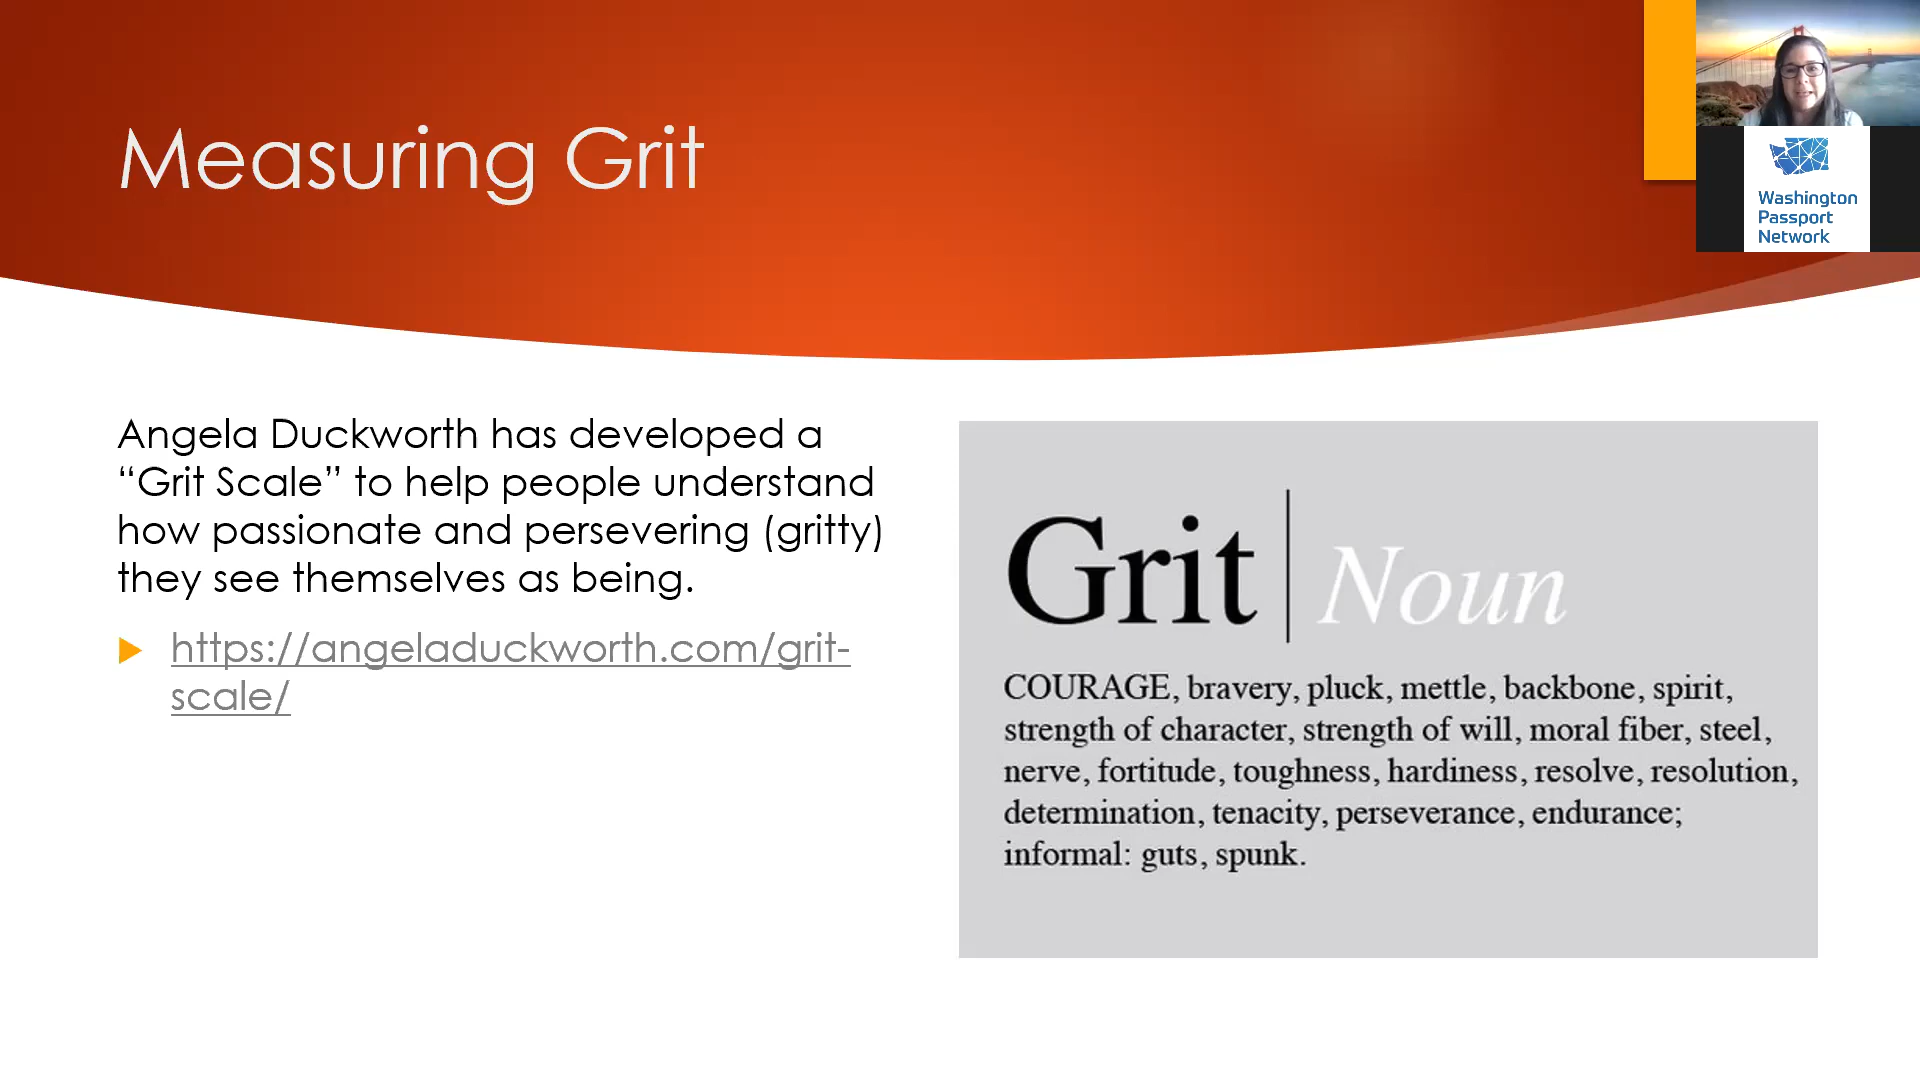 Measuring Grit
Washington
Passport
Network
Angela Duckworth has developed a
“Grit Scale” to help people understand
how passionate and persevering (gritty)
they see themselves as being.
https://angeladuckworth.com/grit-
scale/
Grit | Noun
COURAGE, bravery, pluck, mettle, backbone, spirit,
strength of character, strength of will, moral fiber, steel,
nerve, fortitude, toughness, hardiness, resolve, resolution,
determination, tenacity, perseverance, endurance;
informal: guts, spunk.